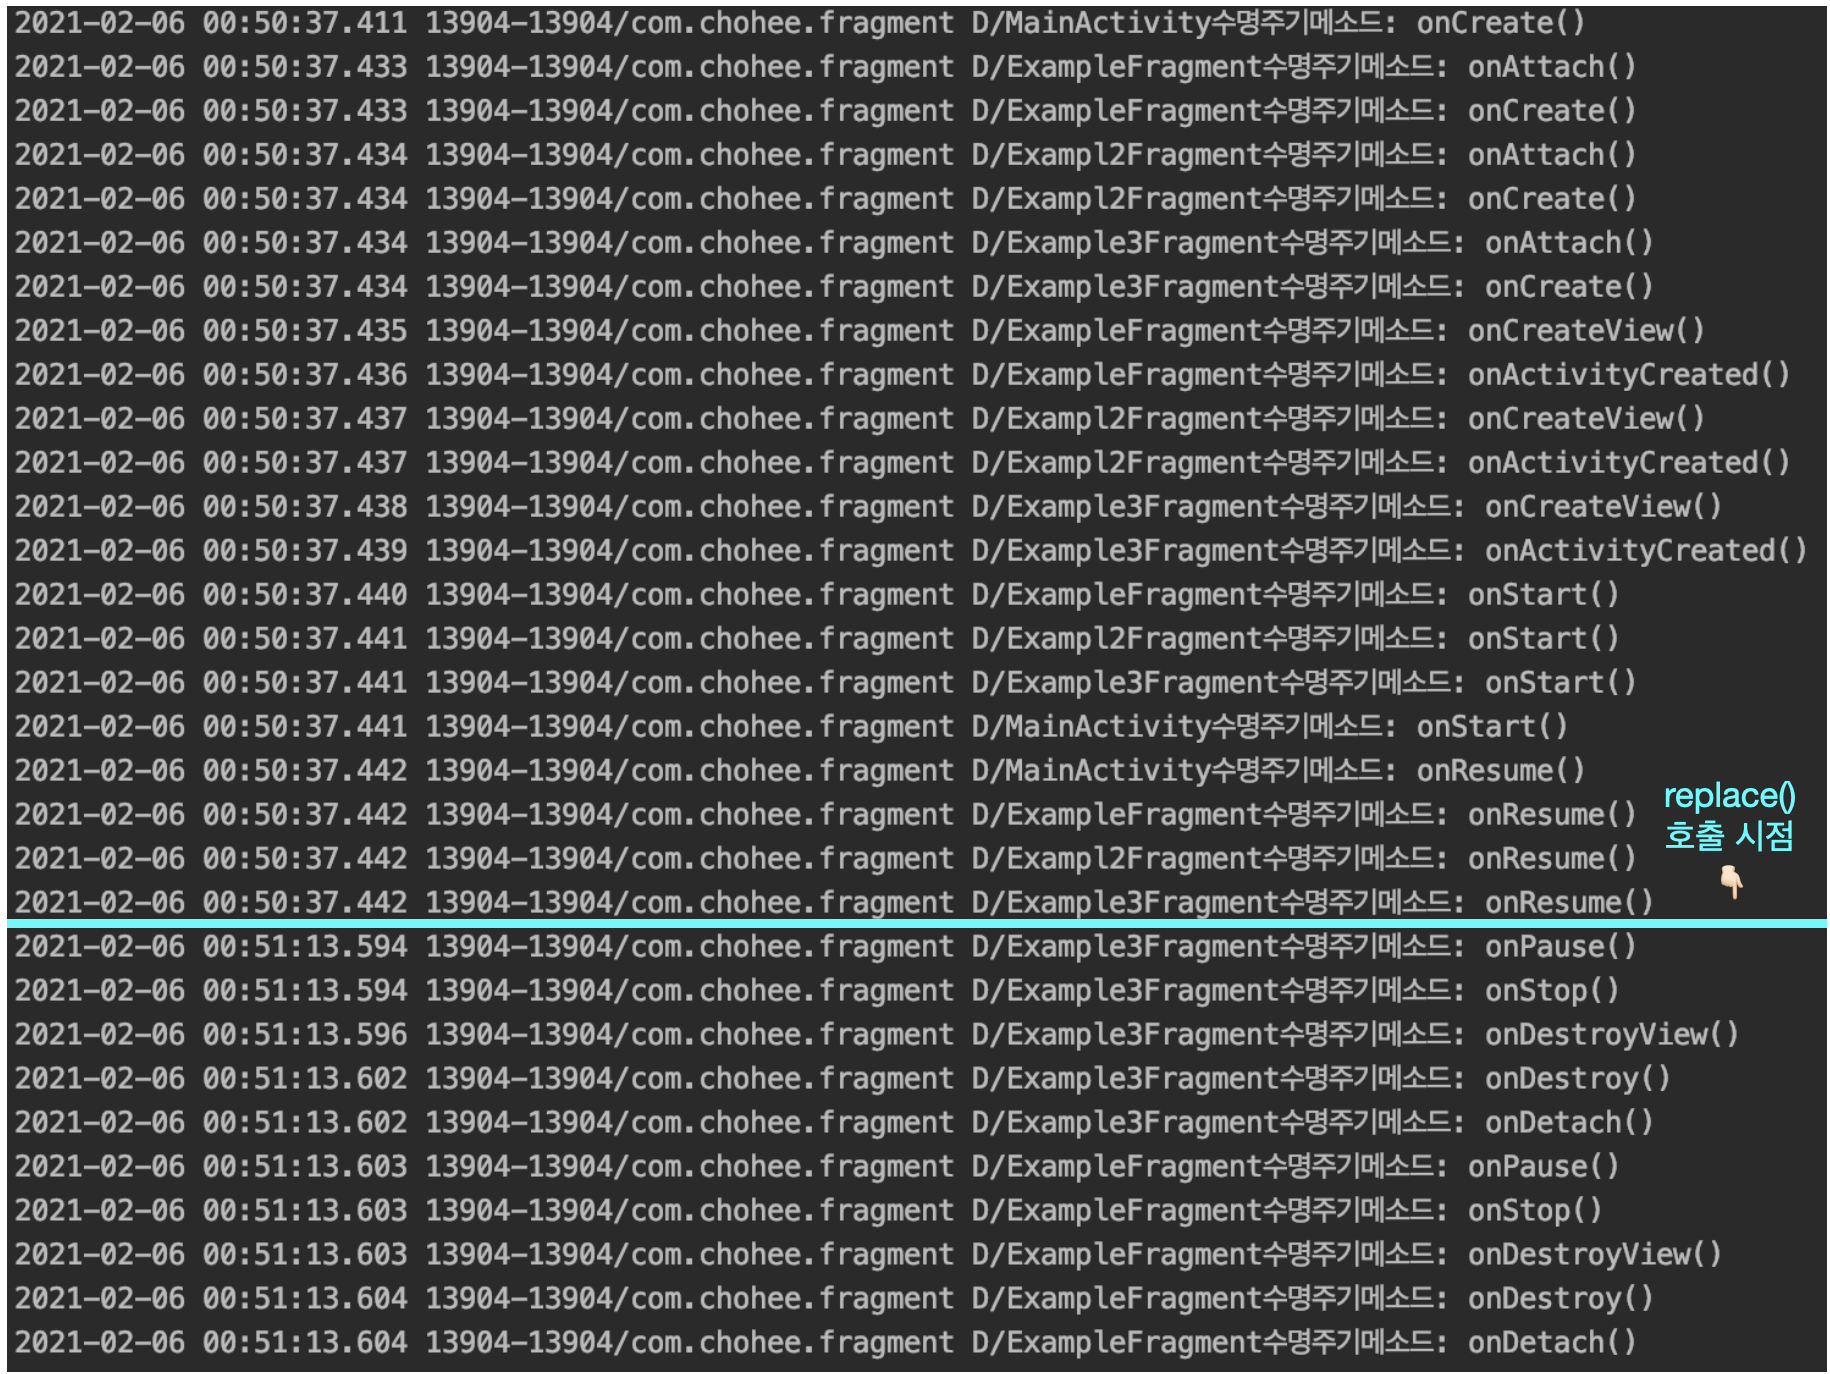 2021-02-06 00:50:37.411 13904-13904/com.chohee.fragment D/MainActivity수명주기메소드: onCreate()
2021-02-06 00:50:37.433 13904-13904/com.chohee.fragment D/ExampleFragment수명주기메소드: onAttach()
2021-02-06 00:50:37.433 13904-13904/com.chohee.fragment D/ExampleFragment수명주기메소드: onCreate()
2021-02-06 00:50:37.434 13904-13904/com.chohee.fragment D/Exampl2Fragment수명주기메소드: onAttach()
2021-02-06 00:50:37.434 13904-13904/com.chohee.fragment D/Exampl2Fragment수명주기메소드: onCreate()
2021-02-06 00:50:37.434 13904-13904/com.chohee.fragment D/Example3Fragment수명주기메소드: onAttach()
2021-02-06 00:50:37.434 13904-13904/com.chohee.fragment D/Example3Fragment수명주기메소드: onCreate()
2021-02-06 00:50:37.435 13904-13904/com.chohee.fragment D/ExampleFragment수명주기메소드: onCreateView()
2021-02-06 00:50:37.436 13904-13904/com.chohee.fragment D/ExampleFragment수명주기메소드: onActivityCreated()
2021-02-06 00:50:37.437 13904-13904/com.chohee.fragment D/Exampl2Fragment수명주기메소드: onCreateView()
2021-02-06 00:50:37.437 13904-13904/com.chohee.fragment D/Exampl2Fragment수명주기메소드: onActivityCreated()
2021-02-06 00:50:37.438 13904-13904/com.chohee.fragment D/Example3Fragment수명주기메소드: onCreateView()
2021-02-06 00:50:37.439 13904-13904/com.chohee.fragment D/Example3Fragment수명주기메소드: onActivityCreated()
2021-02-06 00:50:37.440 13904-13904/com.chohee.fragment D/ExampleFragment수명주기메소드: onStart()
2021-02-06 00:50:37.441 13904-13904/com.chohee.fragment D/Exampl2Fragment수명주기메소드: onStart()
2021-02-06 00:50:37.441 13904-13904/com.chohee.fragment D/Example3Fragment수명주기메소드: onStart()
2021-02-06 00:50:37.441 13904-13904/com.chohee.fragment D/MainActivity수명주기메소드: onStart()
2021-02-06 00:50:37.442 13904-13904/com.chohee.fragment D/MainActivity수명주기메소드: onResume()
2021-02-06 00:50:37.442 13904-13904/com.chohee.fragment D/ExampleFragment수명주기메소드: onResume()
2021-02-06 00:50:37.442 13904-13904/com.chohee.fragment D/Exampl2Fragment수명주기메소드: onResume()
2021-02-06 00:50:37.442 13904-13904/com.chohee.fragment D/Example3Fragment수명주기메소드: onResume()
replace()
호출 시점
2021-02-06 00:51:13.594 13904-13904/com.chohee.fragment D/Example3Fragment수명주기메소드: onPause()
2021-02-06 00:51:13.594 13904-13904/com.chohee.fragment D/Example3Fragment수명주기메소드: onStop()
2021-02-06 00:51:13.596 13904-13904/com.chohee.fragment D/Example3Fragment수명주기메소드: onDestroyView()
2021-02-06 00:51:13.602 13904-13904/com.chohee.fragment D/Example3Fragment수명주기메소드: onDestroy()
2021-02-06 00:51:13.602 13904-13904/com.chohee.fragment D/Example3Fragment수명주기메소드: onDetach()
2021-02-06 00:51:13.603 13904-13904/com.chohee.fragment D/ExampleFragment수명주기메소드: onPause()
2021-02-06 00:51:13.603 13904-13904/com.chohee.fragment D/ExampleFragment수명주기메소드: onStop()
2021-02-06 00:51:13.603 13904-13904/com.chohee.fragment D/ExampleFragment수명주기메소드: onDestroyView()
2021-02-06 00:51:13.604 13904-13904/com.chohee.fragment D/ExampleFragment수명주기메소드: onDestroy()
2021-02-06 00:51:13.604 13904-13904/com.chohee.fragment D/ExampleFragment수명주기메소드: onDetach()